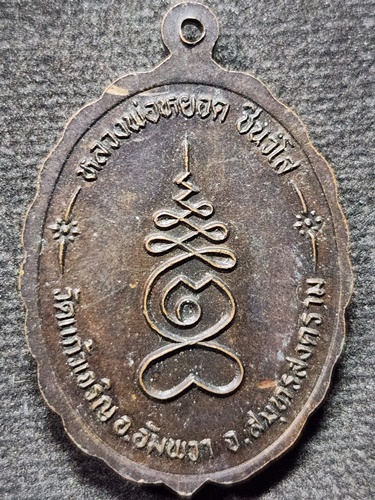 หลวงพ่อหยอด ชินวํโส
วัดแก้วเจริญ อ.อัมพวา จ.สมุทรสงคราม